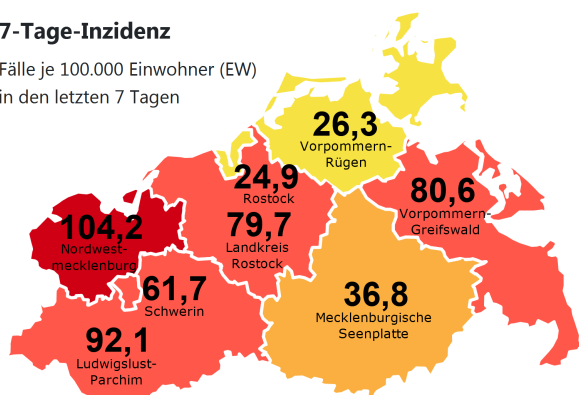 7-Tage-Inzidenz
Fälle je 100.000 Einwohner (EW)
in den letzten 7 Tagen
26,3
Vorpommern-
Rügen
24,9
Rostock
80,6
Vorpommern-
Greifswald
104,2
Nordwest-
mecklenburg
79,7
Landkreis
Rostock
61,7
Schwerin
36,8
Mecklenburgische
Seenplatte
92,1
Ludwigslust-
Parchim